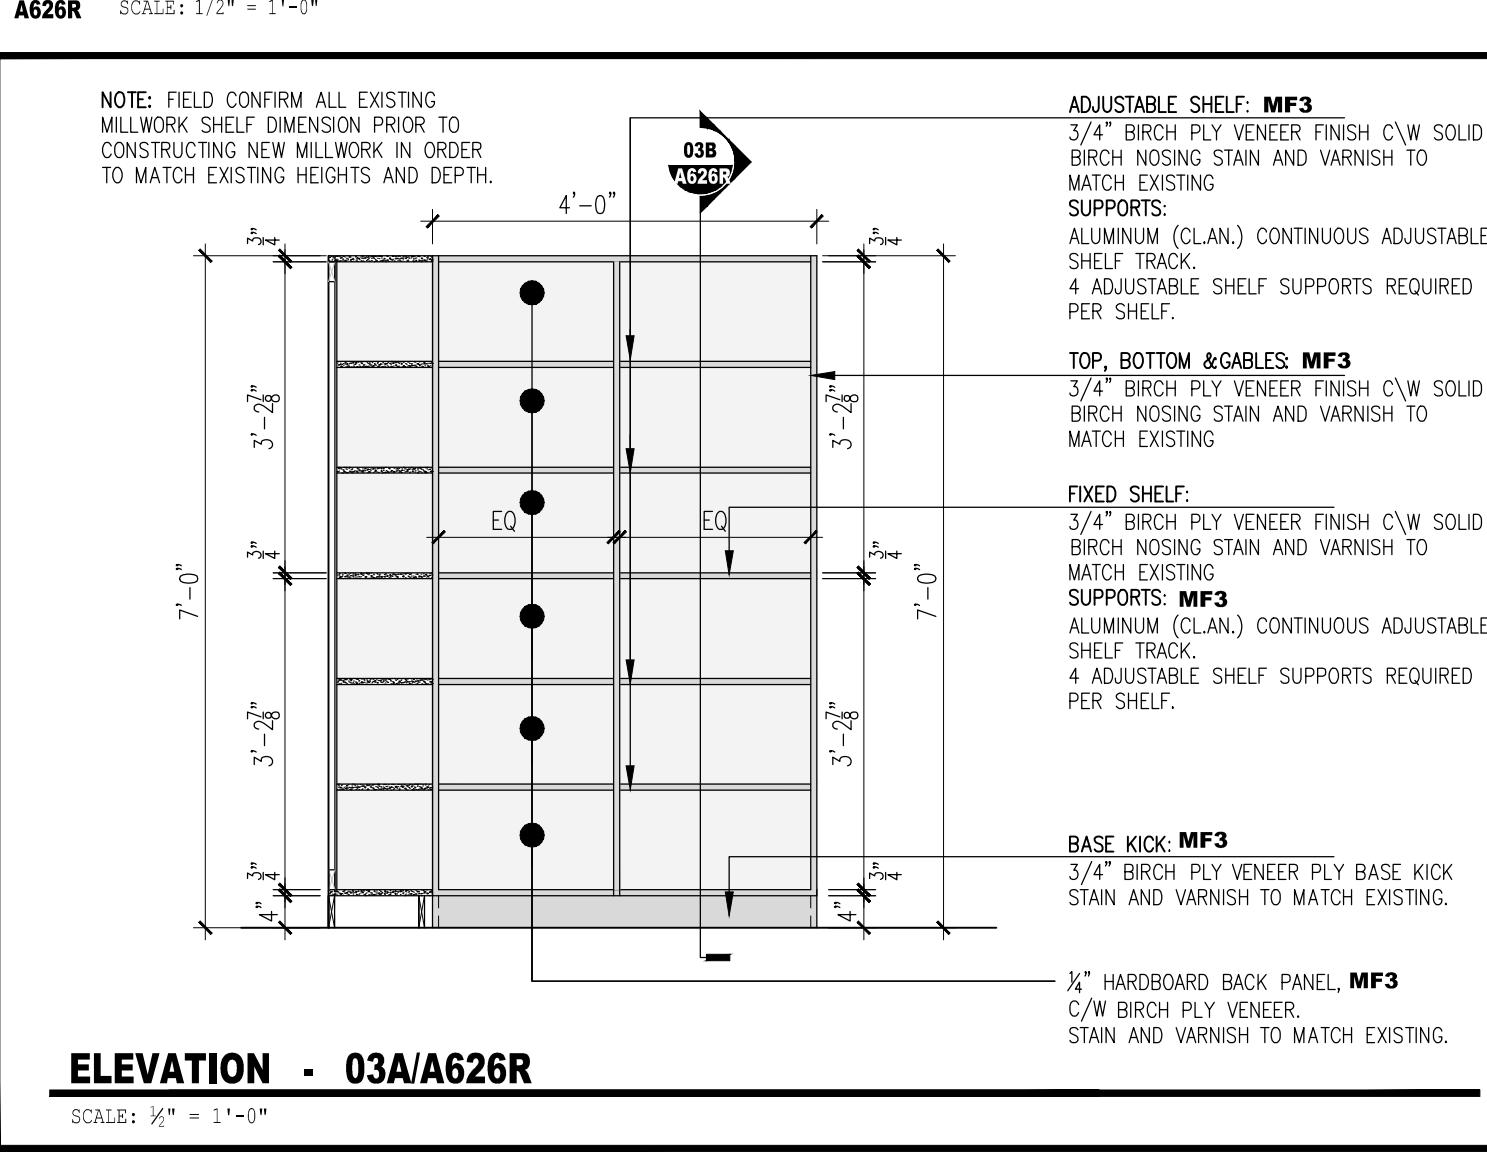 A626R SCALE: 1/2" = 1'-0"
NOTE: FIELD CONFIRM ALL EXISTING
MILLWORK SHELF DIMENSION PRIOR TO
CONSTRUCTING NEW MILLWORK IN ORDER
TO MATCH EXISTING HEIGHTS AND DEPTH.
03B
A626R
4'-0"
3/4"
3'-2 7/8"
3/4"
7'-0"
3'-2 7/8"
3/4"
4"
EQ
EQ
3/4"
3'-2 7/8"
3/4"
7'-0"
3'-2 7/8"
3/4"
4"
ADJUSTABLE SHELF: MF3
3/4" BIRCH PLY VENEER FINISH C\W SOLID
BIRCH NOSING STAIN AND VARNISH TO
MATCH EXISTING
SUPPORTS:
ALUMINUM (CL.AN.) CONTINUOUS ADJUSTABLE
SHELF TRACK.
4 ADJUSTABLE SHELF SUPPORTS REQUIRED
PER SHELF.
TOP, BOTTOM &GABLES: MF3
3/4" BIRCH PLY VENEER FINISH C\W SOLID
BIRCH NOSING STAIN AND VARNISH TO
MATCH EXISTING
FIXED SHELF:
3/4" BIRCH PLY VENEER FINISH C\W SOLID
BIRCH NOSING STAIN AND VARNISH TO
MATCH EXISTING
SUPPORTS: MF3
ALUMINUM (CL.AN.) CONTINUOUS ADJUSTABLE
SHELF TRACK.
4 ADJUSTABLE SHELF SUPPORTS REQUIRED
PER SHELF.
BASE KICK: MF3
3/4" BIRCH PLY VENEER PLY BASE KICK
STAIN AND VARNISH TO MATCH EXISTING.
¼" HARDBOARD BACK PANEL, MF3
C/W BIRCH PLY VENEER.
STAIN AND VARNISH TO MATCH EXISTING.
ELEVATION - 03A/A626R
SCALE: ½" = 1'-0"